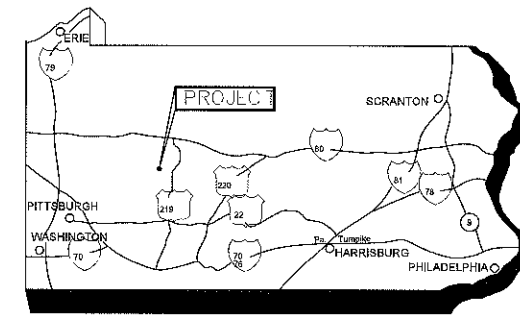 ERIE
79
PROJECT
SCRANTON
80
81
78
220
219
22
PITTSBURGH
9
WASHINGTON
70
70
76
Pa. Turnpike
HARRISBURG
PHILADELPHIA